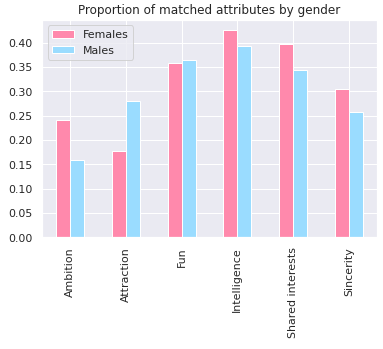 Proportion of matched attributes by gender
Females
Males
0.40
0.35
0.30
0.25
0.20
0.15
0.10
0.05
0.00
Ambition
Attraction
Fun
Intelligence
Shared interests
Sincerity